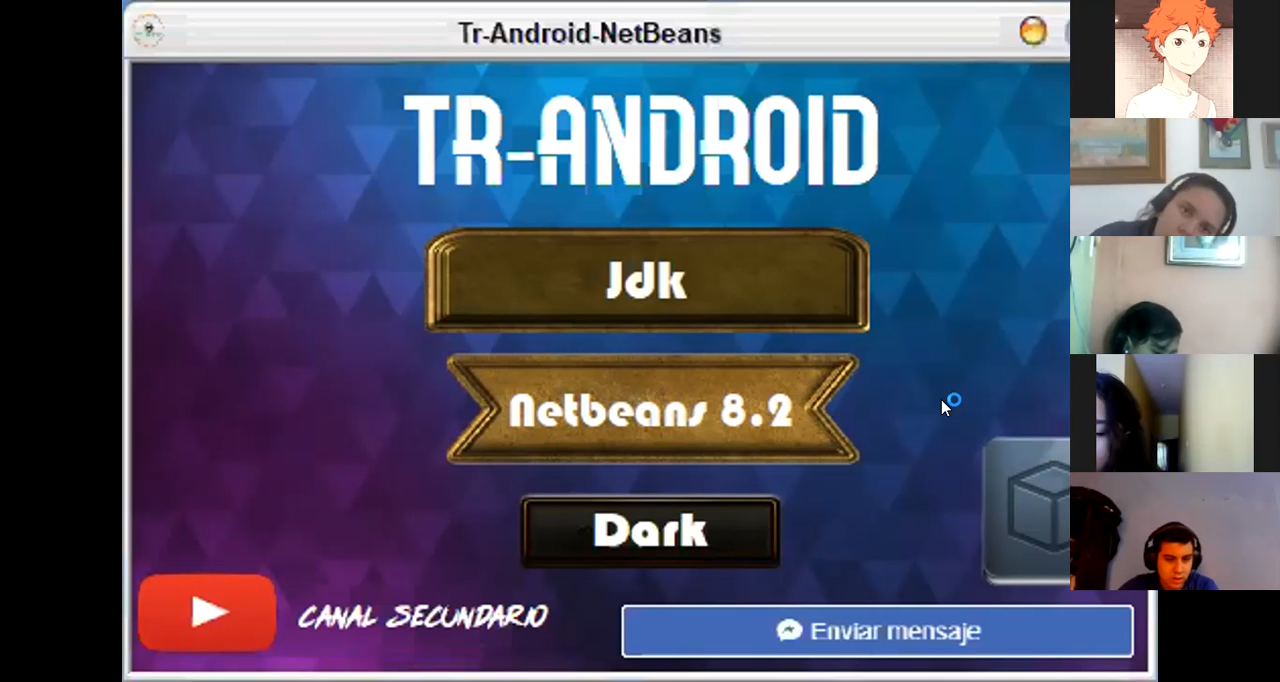 Tr-Android-NetBeans
TR-ANDROID
Jdk
Netbeans 8.2
Dark
CANAL SECUNDARIO
Enviar mensaje